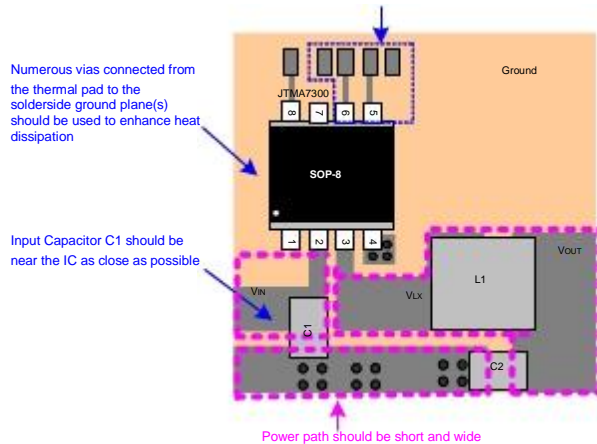 Numerous vias connected from
the thermal pad to the
solderside ground plane(s)
should be used to enhance heat
dissipation
Ground
JTMA7300
8
7
6
5
SOP-8
1
2
3
4
Input Capacitor C1 should be
near the IC as close as possible
VIN
VLX
L1
VOUT
C1
C2
Power path should be short and wide